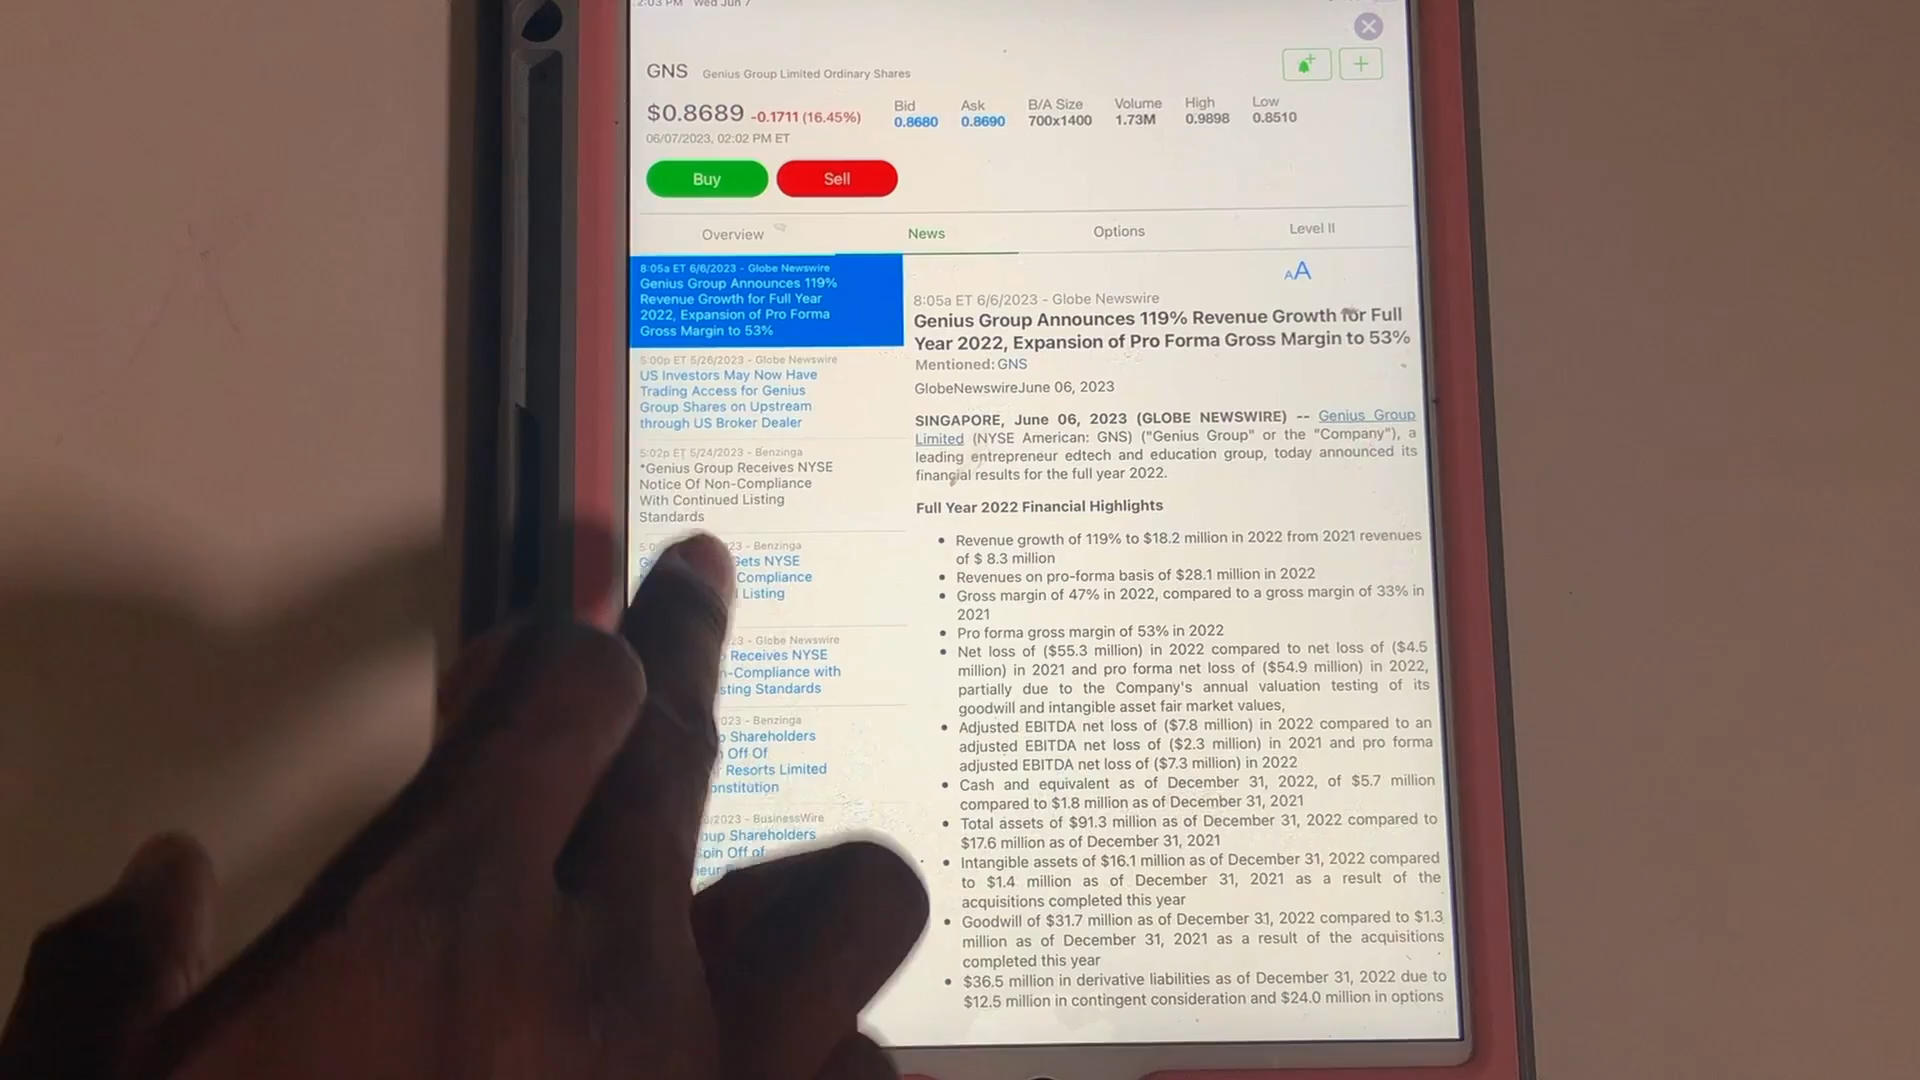 2:03 PM Wed Jun 7
GNS Genius Group Limited Ordinary Shares
$0.8689 -0.1711 (16.45%)
06/07/2023, 02:02 PM ET
Bid Ask B/A Size Volume High Low
0.8680 0.8690 700x1400 1.73M 0.9898 0.8510
Buy Sell
Overview News Options Level II
8:05a ET 6/6/2023 - Globe Newswire
Genius Group Announces 119%
Revenue Growth for Full Year
2022, Expansion of Pro Forma
Gross Margin to 53%
5:00p ET 5/26/2023 - Globe Newswire
US Investors May Now Have
Trading Access for Genius
Group Shares on Upstream
through US Broker Dealer
5:02p ET 5/24/2023 - Benzinga
*Genius Group Receives NYSE
Notice Of Non-Compliance
With Continued Listing
Standards
- Benzinga
Gets NYSE
Compliance
Listing
- Globe Newswire
Receives NYSE
Compliance with
Standards
- Benzinga
Shareholders
Off Of
Resorts Limited
- BusinessWire
Shareholders
Off of
AA
8:05a ET 6/6/2023 - Globe Newswire
Genius Group Announces 119% Revenue Growth for Full
Year 2022, Expansion of Pro Forma Gross Margin to 53%
Mentioned: GNS
GlobeNewswireJune 06, 2023
SINGAPORE, June 06, 2023 (GLOBE NEWSWIRE) -- Genius Group
Limited (NYSE American: GNS) ("Genius Group" or the "Company"), a
leading entrepreneur edtech and education group, today announced its
financial results for the full year 2022.
Full Year 2022 Financial Highlights
• Revenue growth of 119% to $18.2 million in 2022 from 2021 revenues
of $ 8.3 million
• Revenues on pro-forma basis of $28.1 million in 2022
• Gross margin of 47% in 2022, compared to a gross margin of 33% in
2021
• Pro forma gross margin of 53% in 2022
• Net loss of ($55.3 million) in 2022 compared to net loss of ($4.5
million) in 2021 and pro forma net loss of ($54.9 million) in 2022,
partially due to the Company's annual valuation testing of its
goodwill and intangible asset fair market values,
• Adjusted EBITDA net loss of ($7.8 million) in 2022 compared to an
adjusted EBITDA net loss of ($2.3 million) in 2021 and pro forma
adjusted EBITDA net loss of ($7.3 million) in 2022
• Cash and equivalent as of December 31, 2022, of $5.7 million
compared to $1.8 million as of December 31, 2021
• Total assets of $91.3 million as of December 31, 2022 compared to
$17.6 million as of December 31, 2021
• Intangible assets of $16.1 million as of December 31, 2022 compared
to $1.4 million as of December 31, 2021 as a result of the
acquisitions completed this year
• Goodwill of $31.7 million as of December 31, 2022 compared to $1.3
million as of December 31, 2021 as a result of the acquisitions
completed this year
• $36.5 million in derivative liabilities as of December 31, 2022 due to
$12.5 million in contingent consideration and $24.0 million in options